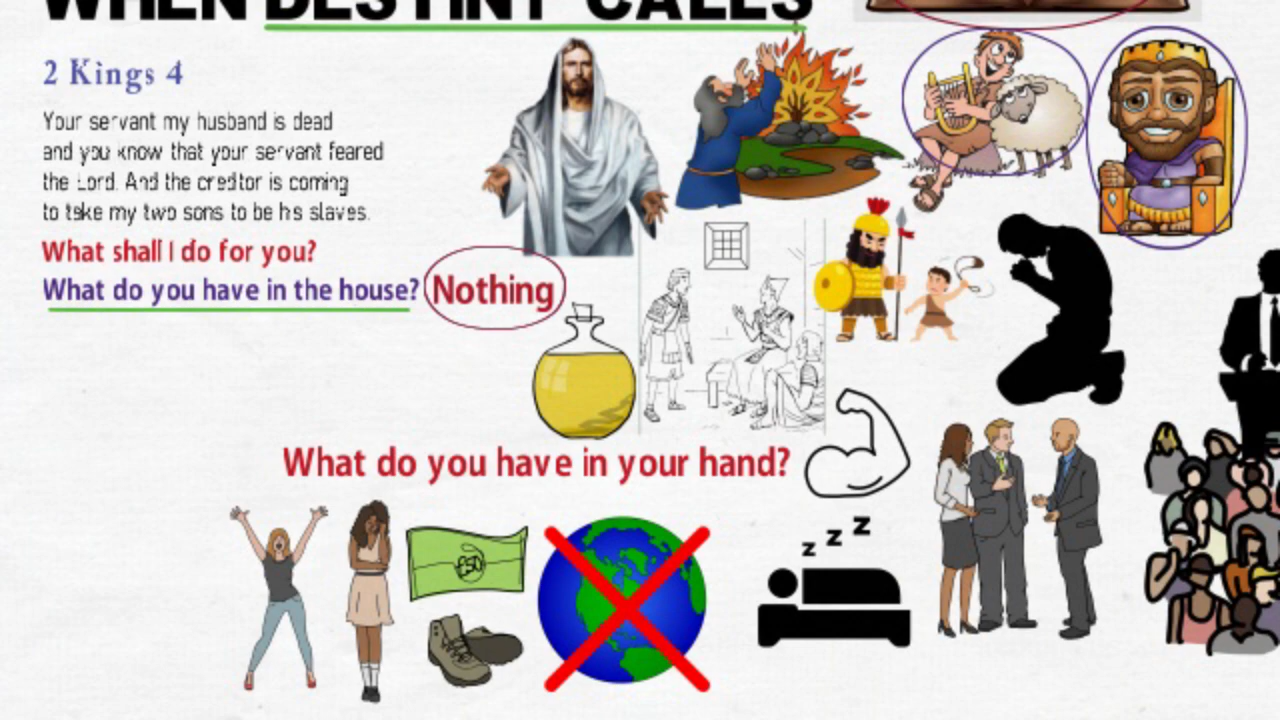 WHEN DESTINY CALLS
2 Kings 4
Your servant my husband is dead
and you know that your servant feared
the Lord. And the creditor is coming
to take my two sons to be his slaves.
What shall I do for you?
What do you have in the house? Nothing
What do you have in your hand?
z z z
£50